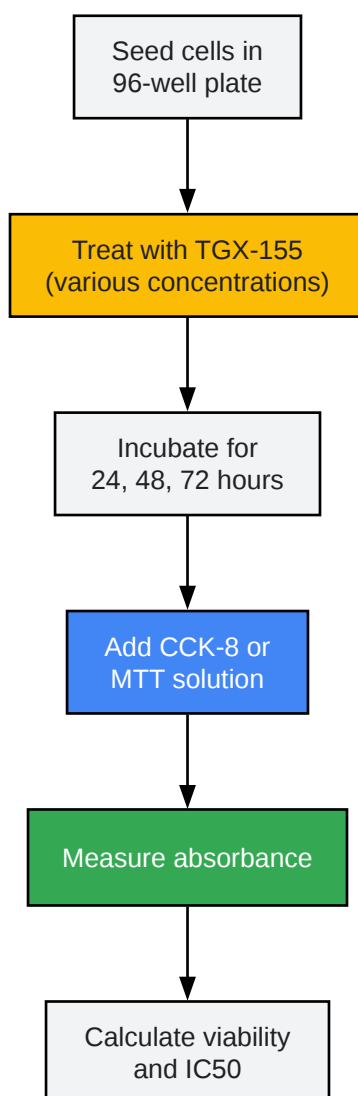 Seed cells in
96-well plate
Treat with TGX-155
(various concentrations)
Incubate for
24, 48, 72 hours
Add CCK-8 or
MTT solution
Measure absorbance
Calculate viability
and IC50